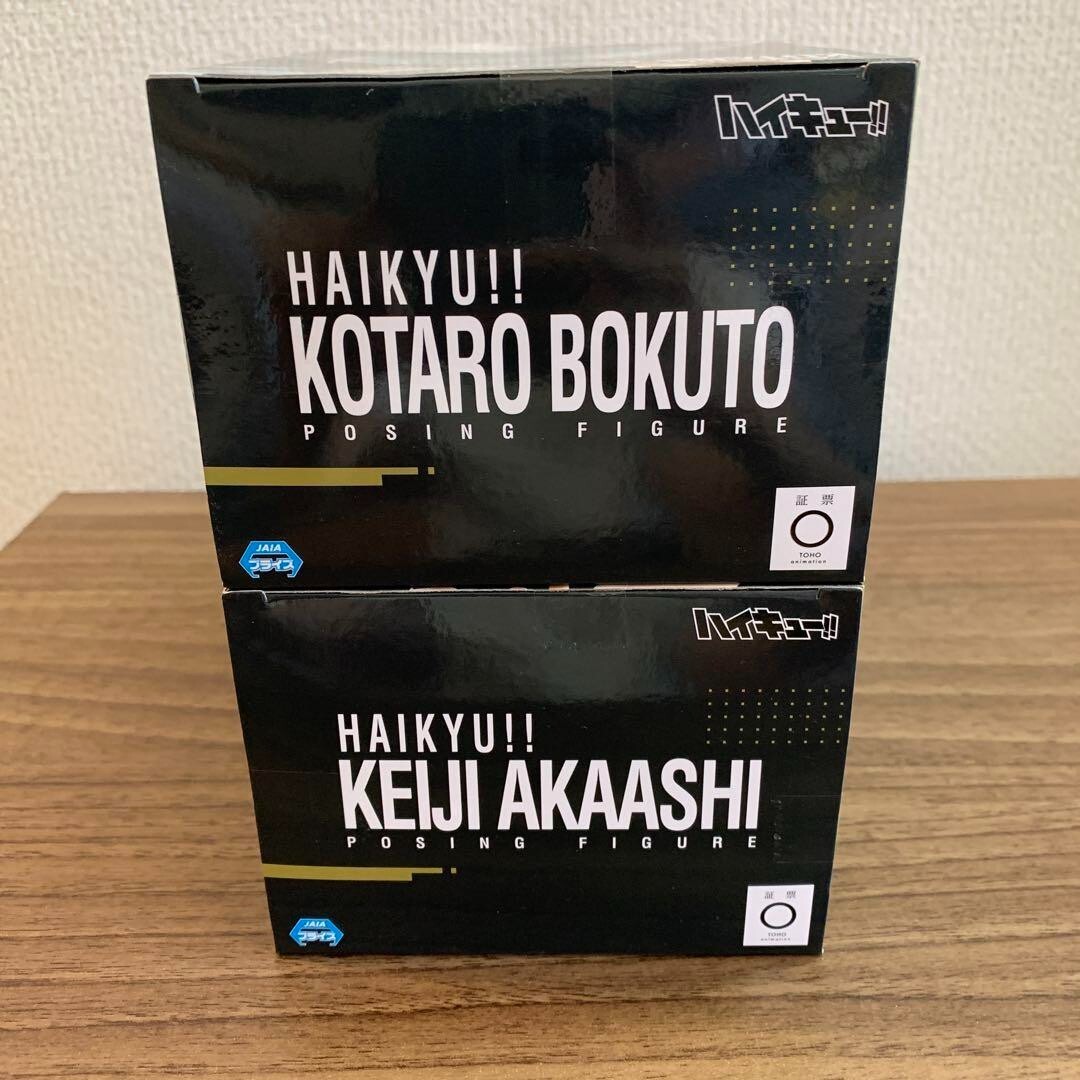 ハイキュー!!
HAIKYU!!
KOTARO BOKUTO
POSING FIGURE
JAIA
プライズ
証票
TOHO
animation
ハイキュー!!
HAIKYU!!
KEIJI AKAASHI
POSING FIGURE
JAIA
プライズ
証票
TOHO
animation